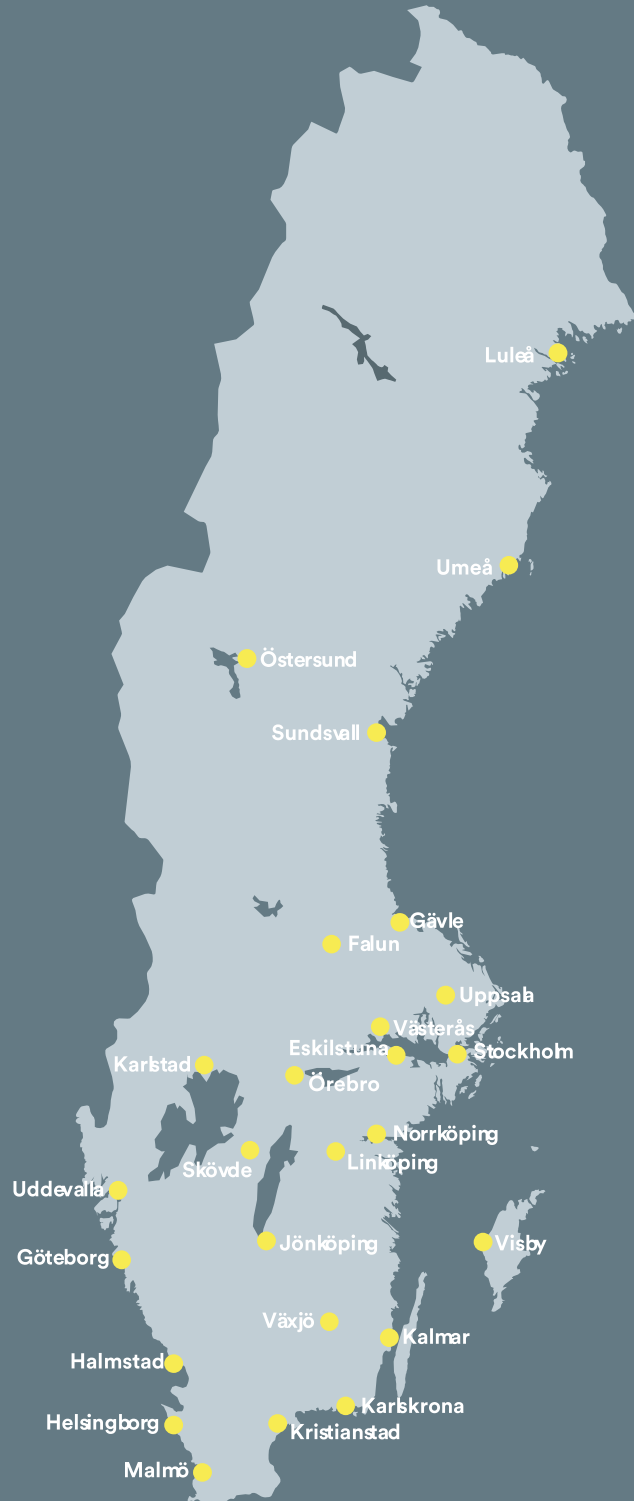 Luleå
Umeå
Östersund
Sundsvall
Gävle
Falun
Uppsala
Västerås
Eskilstuna
Stockholm
Karlstad
Örebro
Norrköping
Linköping
Skövde
Uddevalla
Jönköping
Visby
Göteborg
Växjö
Kalmar
Halmstad
Karlskrona
Helsingborg
Kristianstad
Malmö